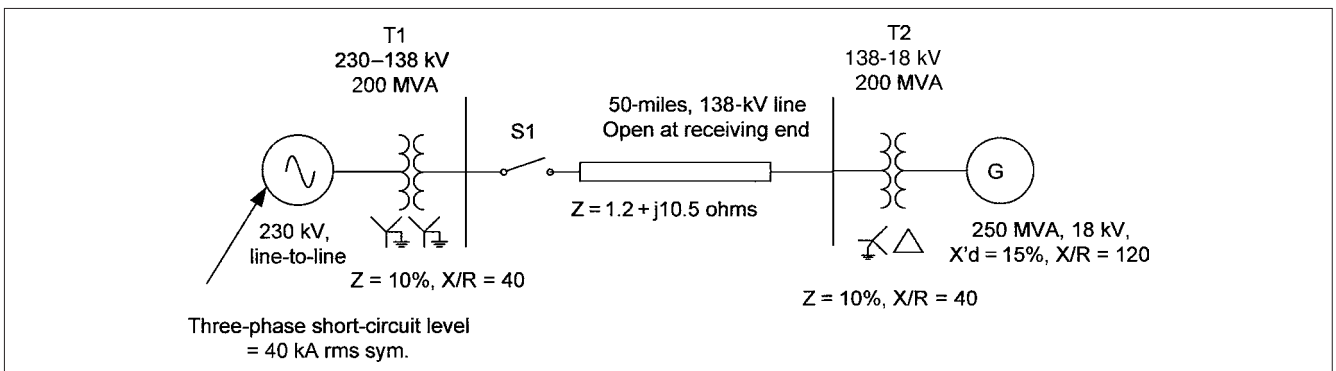 T1
230–138 kV
200 MVA
T2
138-18 kV
200 MVA
50-miles, 138-kV line
Open at receiving end
S1
G
Z = 1.2 + j10.5 ohms
230 kV,
line-to-line
250 MVA, 18 kV,
X'd = 15%, X/R = 120
Z = 10%, X/R = 40
Z = 10%, X/R = 40
Three-phase short-circuit level
= 40 kA rms sym.